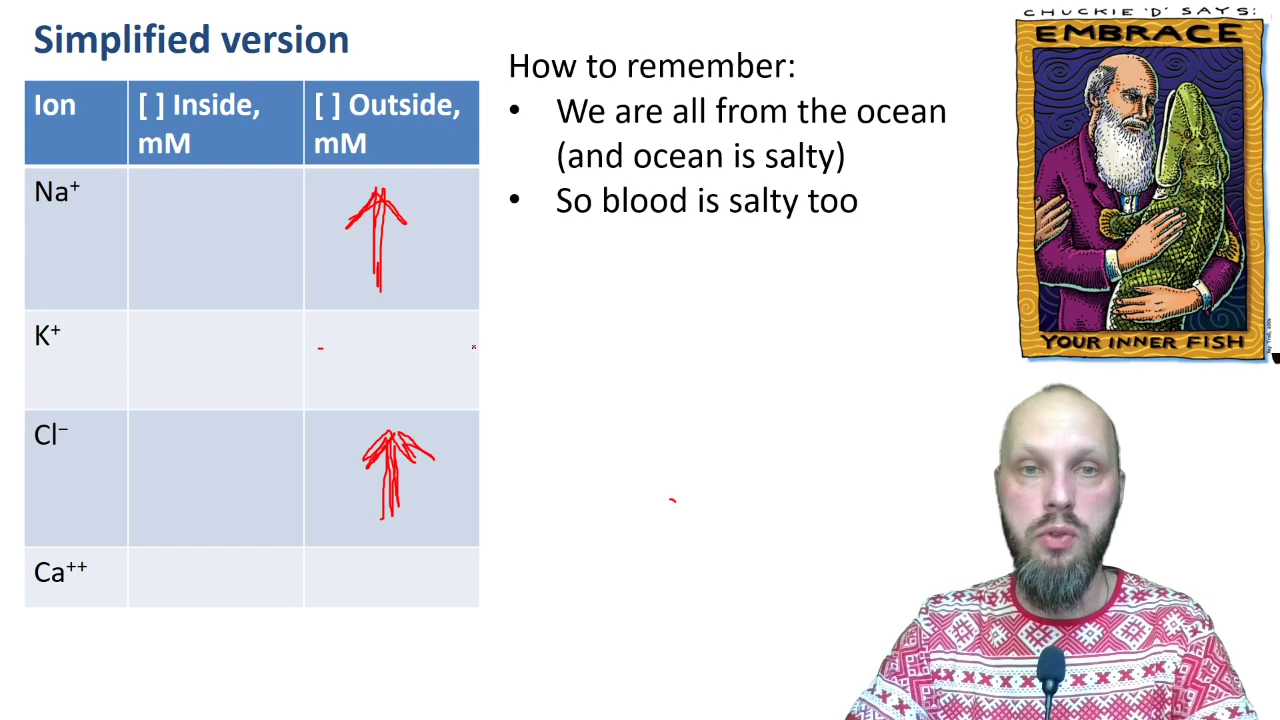 Simplified version
Ion
[ ] Inside,
mM
[ ] Outside,
mM
Na⁺
K⁺
Cl⁻
Ca⁺⁺
How to remember:
• We are all from the ocean
(and ocean is salty)
• So blood is salty too
CHUCKIE 'D' SAYS:
EMBRACE
YOUR INNER FISH